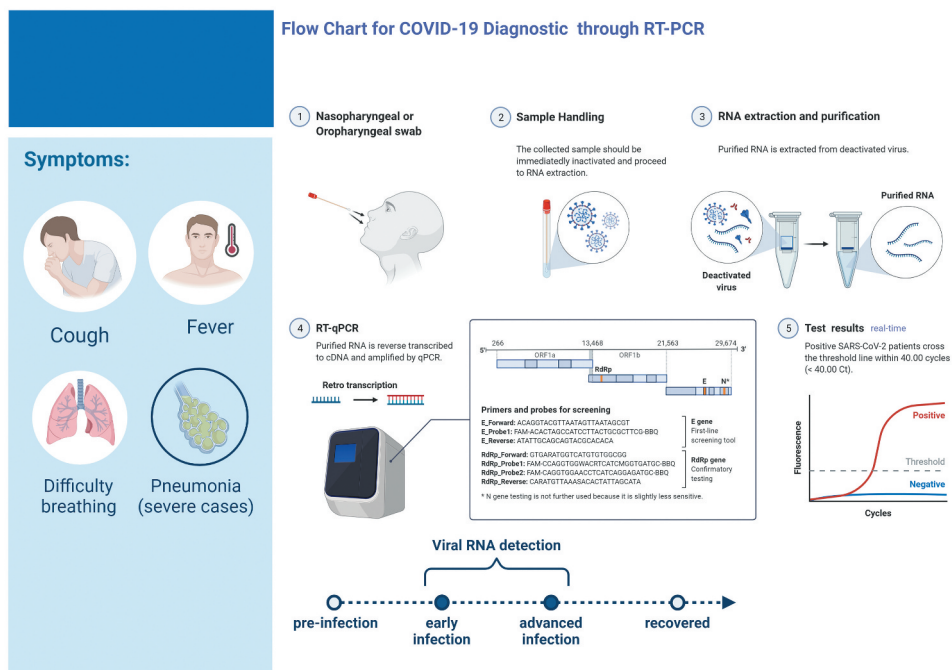 Flow Chart for COVID-19 Diagnostic through RT-PCR
Symptoms:
Cough
Fever
Difficulty
breathing
Pneumonia
(severe cases)
1
Nasopharyngeal or
Oropharyngeal swab
2
Sample Handling
The collected sample should be
immediatedly inactivated and proceed
to RNA extraction.
3
RNA extraction and purification
Purified RNA is extracted from deactivated virus.
Deactivated
virus
Purified RNA
4
RT-qPCR
Purified RNA is reverse transcribed
to cDNA and amplified by qPCR.
Retro transcription
266 13,468 21,563 29,674
5' 3'
ORF1a ORF1b
RdRp
E N*
Primers and probes for screening
E_Forward: ACAGGTACGTTAATAGTTAATAGCGT
E_Probe1: FAM-ACACTAGCCATCCTTACTGCGCTTCG-BBQ
E_Reverse: ATATTGCAGCAGTACGCACACA
E gene
First-line
screening tool
RdRp_Forward: GTGARATGGTCATGTGTGGCGG
RdRp_Probe1: FAM-CCAGGTGGWACRTCATCMGGTGATGC-BBQ
RdRp_Probe2: FAM-CAGGTGGAACCTCATCAGGAGATGC-BBQ
RdRp_Reverse: CARATGTTAAASACACTATTAGCATA
RdRp gene
Confirmatory
testing
* N gene testing is not further used because it is slightly less sensitive.
5
Test results real-time
Positive SARS-CoV-2 patients cross
the threshold line within 40.00 cycles
(< 40.00 Ct).
Fluorescence
Positive
Threshold
Negative
Cycles
Viral RNA detection
pre-infection
early
infection
advanced
infection
recovered